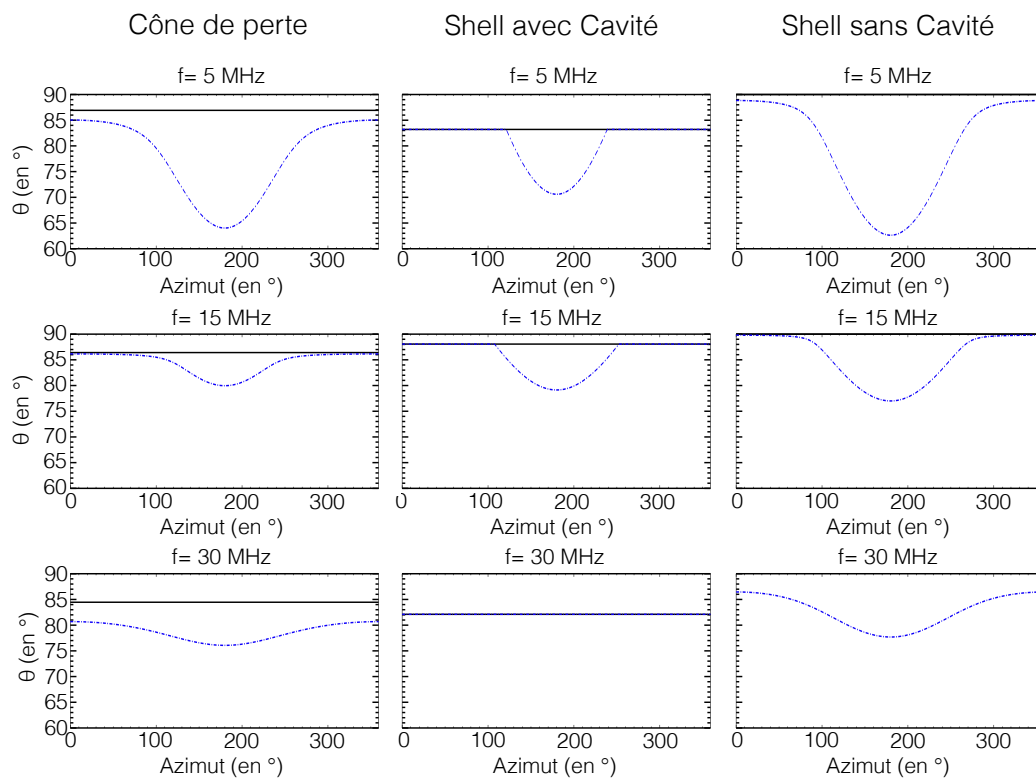 Cône de perte Shell avec Cavité Shell sans Cavité
f= 5 MHz f= 5 MHz f= 5 MHz
90
85
80
75
70
65
60
θ (en °)
0 100 200 300 0 100 200 300 0 100 200 300
Azimut (en °) Azimut (en °) Azimut (en °)
f= 15 MHz f= 15 MHz f= 15 MHz
90
85
80
75
70
65
60
θ (en °)
0 100 200 300 0 100 200 300 0 100 200 300
Azimut (en °) Azimut (en °) Azimut (en °)
f= 30 MHz f= 30 MHz f= 30 MHz
90
85
80
75
70
65
60
θ (en °)
0 100 200 300 0 100 200 300 0 100 200 300
Azimut (en °) Azimut (en °) Azimut (en °)